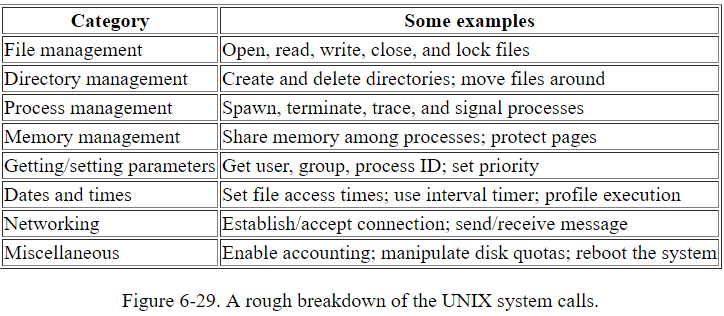 Category Some examples
File management Open, read, write, close, and lock files
Directory management Create and delete directories; move files around
Process management Spawn, terminate, trace, and signal processes
Memory management Share memory among processes; protect pages
Getting/setting parameters Get user, group, process ID; set priority
Dates and times Set file access times; use interval timer; profile execution
Networking Establish/accept connection; send/receive message
Miscellaneous Enable accounting; manipulate disk quotas; reboot the system
Figure 6-29. A rough breakdown of the UNIX system calls.